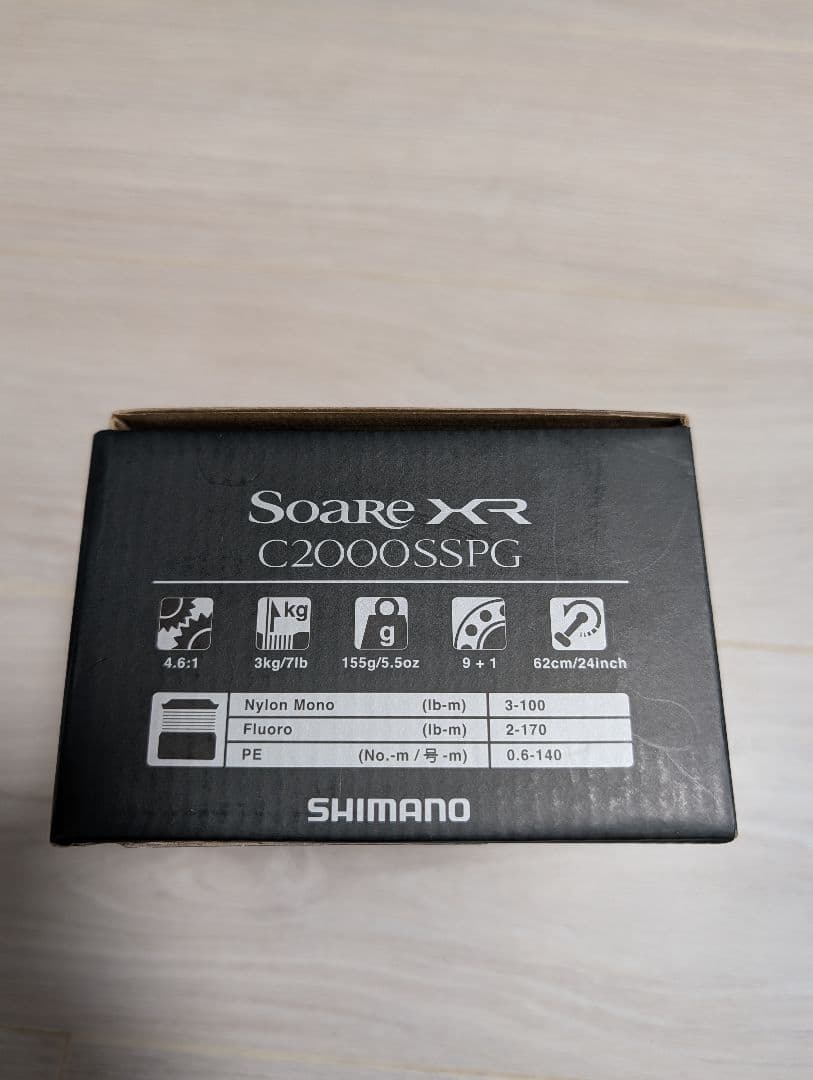 Soare XR
C2000SSPG
kg
g
4.6:1 3kg/7lb 155g/5.5oz 9 + 1 62cm/24inch
Nylon Mono (lb-m) 3-100
Fluoro (lb-m) 2-170
PE (No.-m / 号-m) 0.6-140
SHIMANO